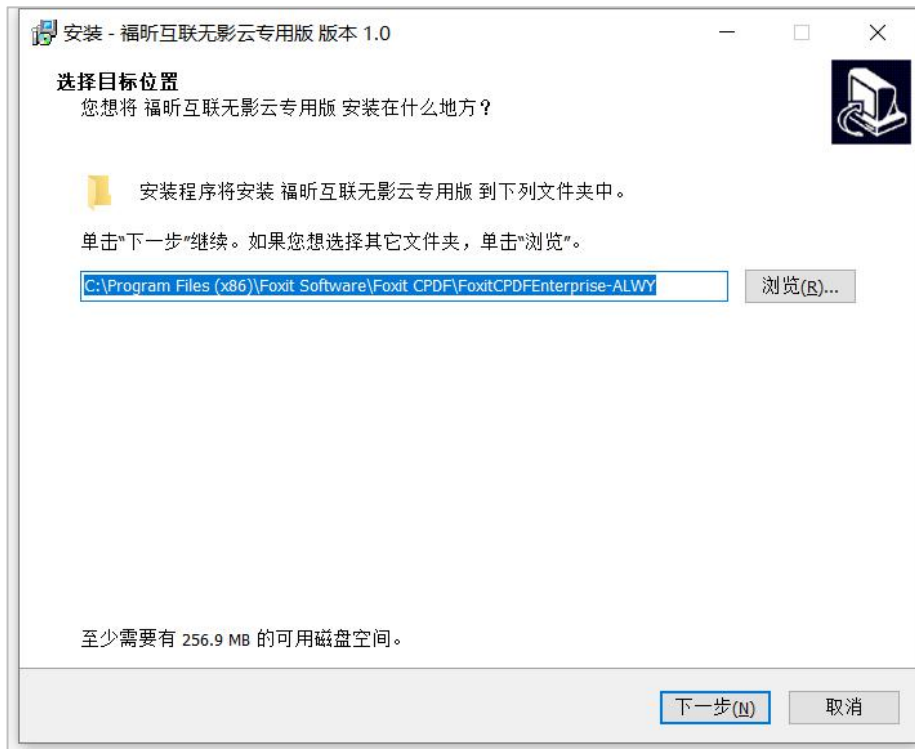 安装 - 福昕互联无影云专用版 版本 1.0
选择目标位置
您想将 福昕互联无影云专用版 安装在什么地方？
安装程序将安装 福昕互联无影云专用版 到下列文件夹中。
单击“下一步”继续。如果您想选择其它文件夹，单击“浏览”。
C:\Program Files (x86)\Foxit Software\Foxit CPDF\FoxitCPDFEnterprise-ALWY
浏览(R)...
至少需要有 256.9 MB 的可用磁盘空间。
下一步(N)
取消